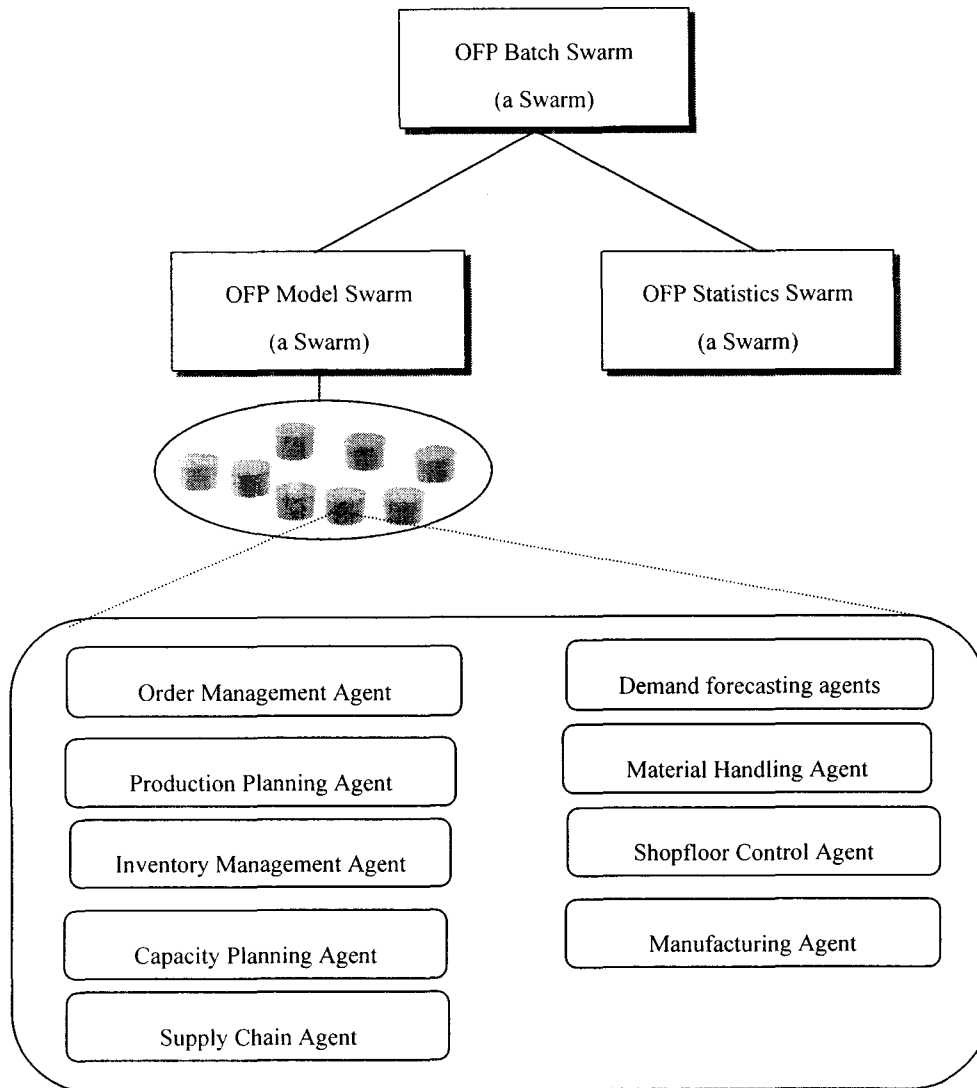 OFP Batch Swarm
(a Swarm)
OFP Model Swarm
(a Swarm)
OFP Statistics Swarm
(a Swarm)
Order Management Agent
Production Planning Agent
Inventory Management Agent
Capacity Planning Agent
Supply Chain Agent
Demand forecasting agents
Material Handling Agent
Shopfloor Control Agent
Manufacturing Agent